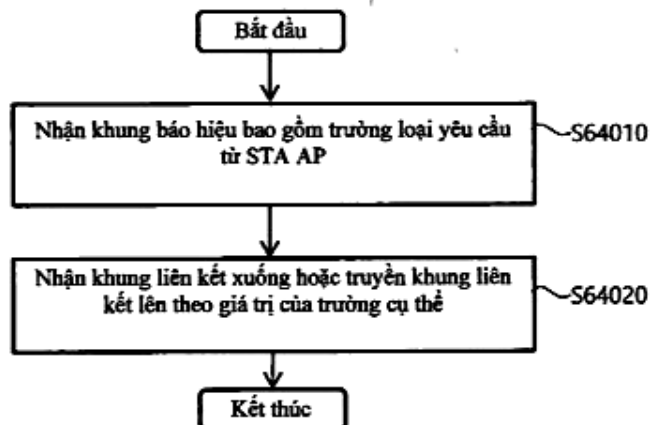 Bắt đầu
Nhận khung báo hiệu bao gồm trường loại yêu cầu
từ STA AP
S64010
Nhận khung liên kết xuống hoặc truyền khung liên
kết lên theo giá trị của trường cụ thể
S64020
Kết thúc